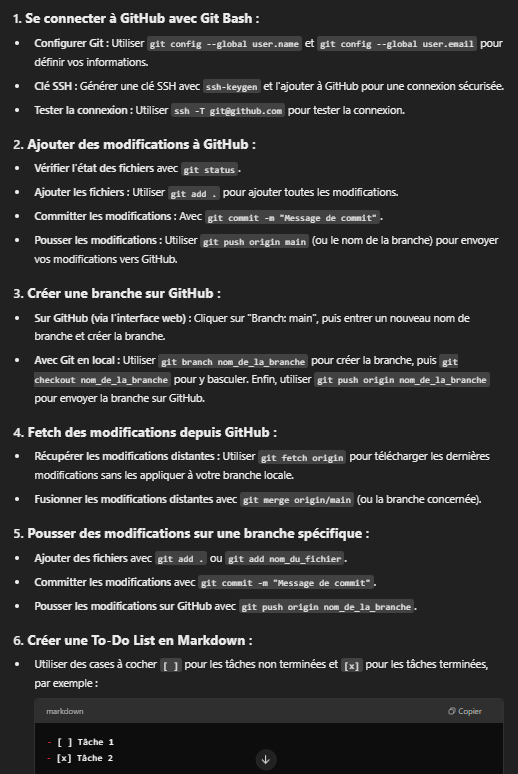 1. Se connecter à GitHub avec Git Bash :
• Configurer Git : Utiliser git config --global user.name et git config --global user.email pour
définir vos informations.
• Clé SSH : Générer une clé SSH avec ssh-keygen et l'ajouter à GitHub pour une connexion sécurisée.
• Tester la connexion : Utiliser ssh -T git@github.com pour tester la connexion.
2. Ajouter des modifications à GitHub :
• Vérifier l'état des fichiers avec git status.
• Ajouter les fichiers : Utiliser git add . pour ajouter toutes les modifications.
• Committer les modifications : Avec git commit -m "Message de commit".
• Pousser les modifications : Utiliser git push origin main (ou le nom de la branche) pour envoyer
vos modifications vers GitHub.
3. Créer une branche sur GitHub :
• Sur GitHub (via l'interface web) : Cliquer sur "Branch: main", puis entrer un nouveau nom de
branche et créer la branche.
• Avec Git en local : Utiliser git branch nom_de_la_branche pour créer la branche, puis git
checkout nom_de_la_branche pour y basculer. Enfin, utiliser git push origin nom_de_la_branche
pour envoyer la branche sur GitHub.
4. Fetch des modifications depuis GitHub :
• Récupérer les modifications distantes : Utiliser git fetch origin pour télécharger les dernières
modifications sans les appliquer à votre branche locale.
• Fusionner les modifications distantes avec git merge origin/main (ou la branche concernée).
5. Pousser des modifications sur une branche spécifique :
• Ajouter des fichiers avec git add . ou git add nom_du_fichier.
• Committer les modifications avec git commit -m "Message de commit".
• Pousser les modifications sur GitHub avec git push origin nom_de_la_branche.
6. Créer une To-Do List en Markdown :
• Utiliser des cases à cocher [ ] pour les tâches non terminées et [x] pour les tâches terminées,
par exemple :
markdown Copier
- [ ] Tâche 1
- [x] Tâche 2